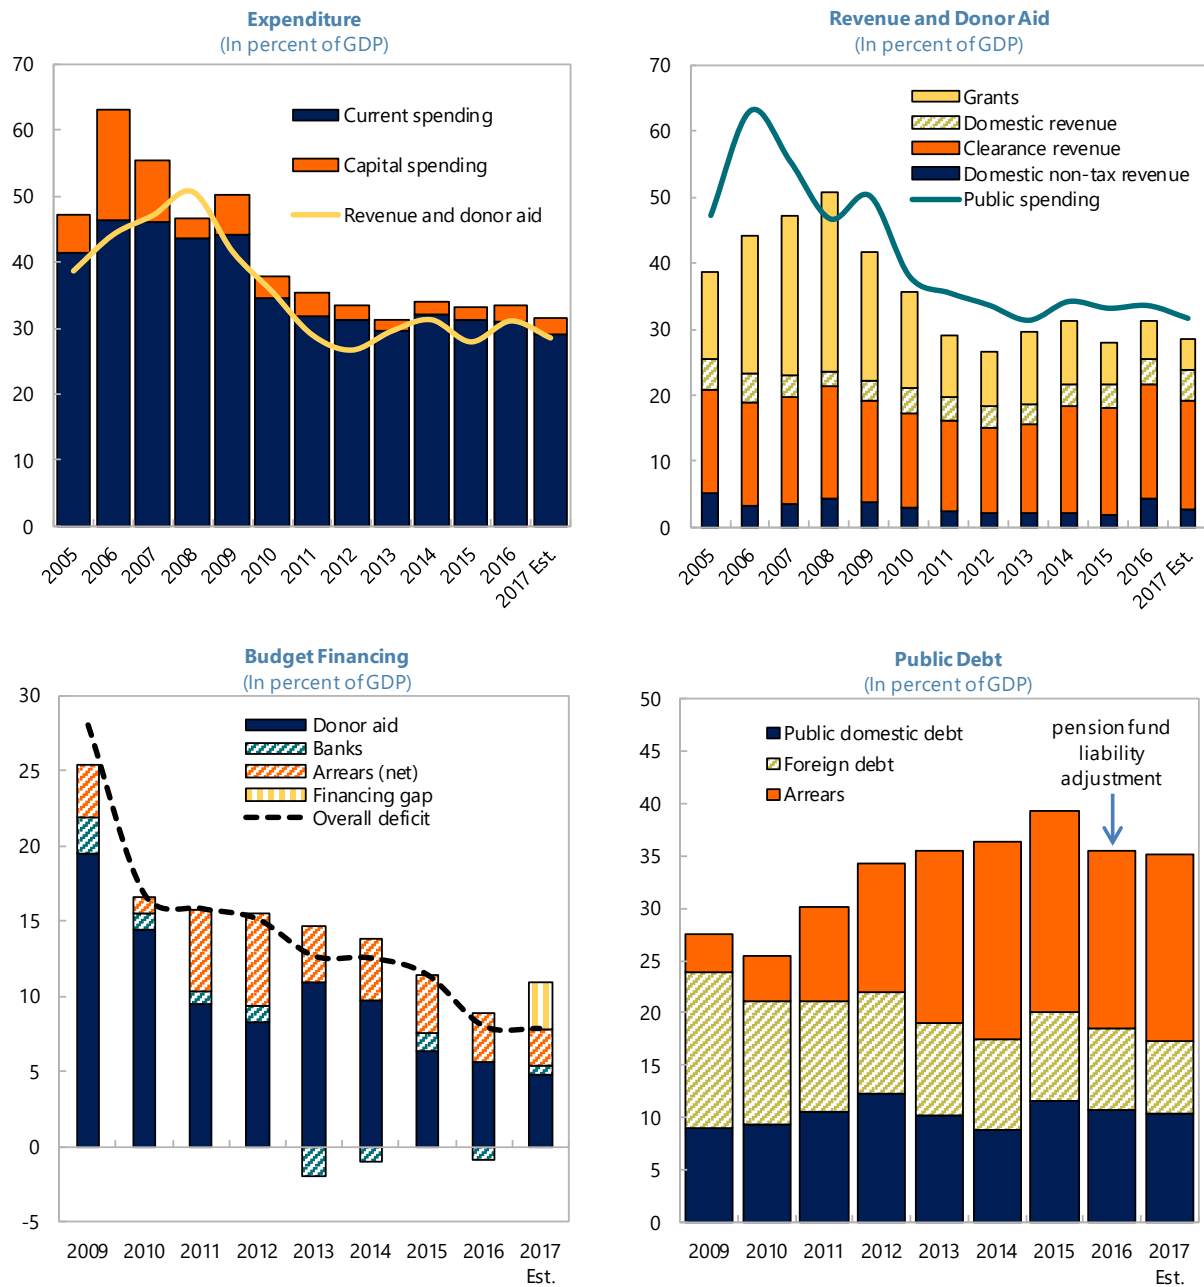 Expenditure
(In percent of GDP)
70
60
50
40
30
20
10
0
Current spending
Capital spending
Revenue and donor aid
2005
2006
2007
2008
2009
2010
2011
2012
2013
2014
2015
2016
2017 Est.
Revenue and Donor Aid
(In percent of GDP)
70
60
50
40
30
20
10
0
Grants
Domestic revenue
Clearance revenue
Domestic non-tax revenue
Public spending
2005
2006
2007
2008
2009
2010
2011
2012
2013
2014
2015
2016
2017 Est.
Budget Financing
(In percent of GDP)
30
25
20
15
10
5
0
-5
Donor aid
Banks
Arrears (net)
Financing gap
Overall deficit
2009
2010
2011
2012
2013
2014
2015
2016
2017
Est.
Public Debt
(In percent of GDP)
50
45
40
35
30
25
20
15
10
5
0
Public domestic debt
Foreign debt
Arrears
pension fund
liability
adjustment
2009
2010
2011
2012
2013
2014
2015
2016
2017
Est.